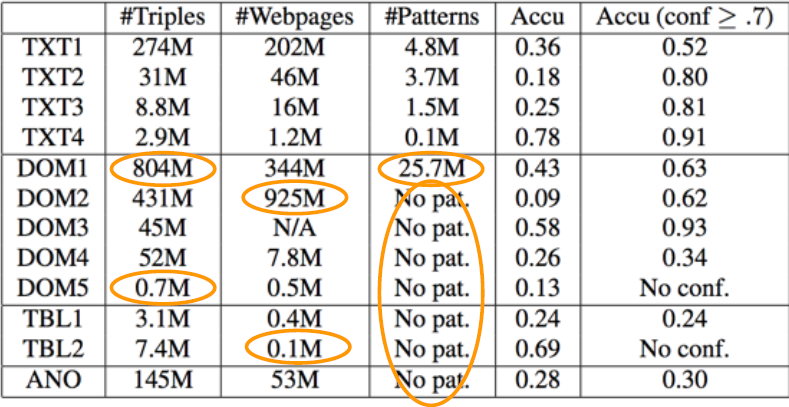 #Triples #Webpages #Patterns Accu Accu (conf ≥ .7)
TXT1 274M 202M 4.8M 0.36 0.52
TXT2 31M 46M 3.7M 0.18 0.80
TXT3 8.8M 16M 1.5M 0.25 0.81
TXT4 2.9M 1.2M 0.1M 0.78 0.91
DOM1 804M 344M 25.7M 0.43 0.63
DOM2 431M 925M No pat. 0.09 0.62
DOM3 45M N/A No pat. 0.58 0.93
DOM4 52M 7.8M No pat. 0.26 0.34
DOM5 0.7M 0.5M No pat. 0.13 No conf.
TBL1 3.1M 0.4M No pat. 0.24 0.24
TBL2 7.4M 0.1M No pat. 0.69 No conf.
ANO 145M 53M No pat. 0.28 0.30